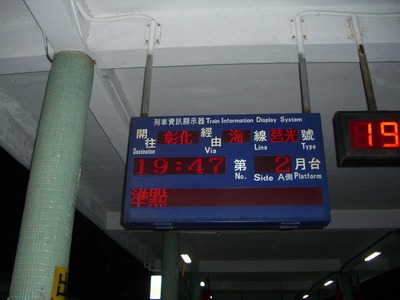 列車資訊顯示器 Train Information Display System
開往 彰化 經由 海 線 莒光 號
Destination Via Line Type
19:47 第 2 月台
No. Side A側 Platform
準點
19